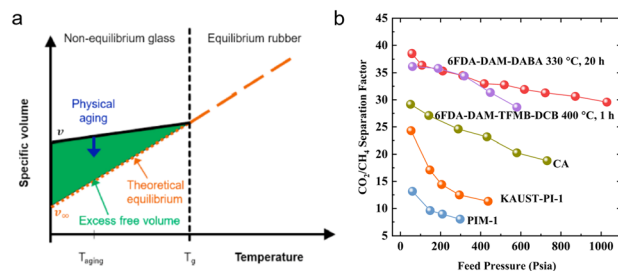 a
Non-equilibrium glass
Equilibrium rubber
Specific volume
Physical
aging
v
v∞
Theoretical
equilibrium
Excess free volume
Taging
Tg
Temperature
b
CO2/CH4 Separation Factor
45
40
35
30
25
20
15
10
5
0
6FDA-DAM-DABA 330 °C, 20 h
6FDA-DAM-TFMB-DCB 400 °C, 1 h
CA
KAUST-PI-1
PIM-1
0
200
400
600
800
1000
Feed Pressure (Psia)